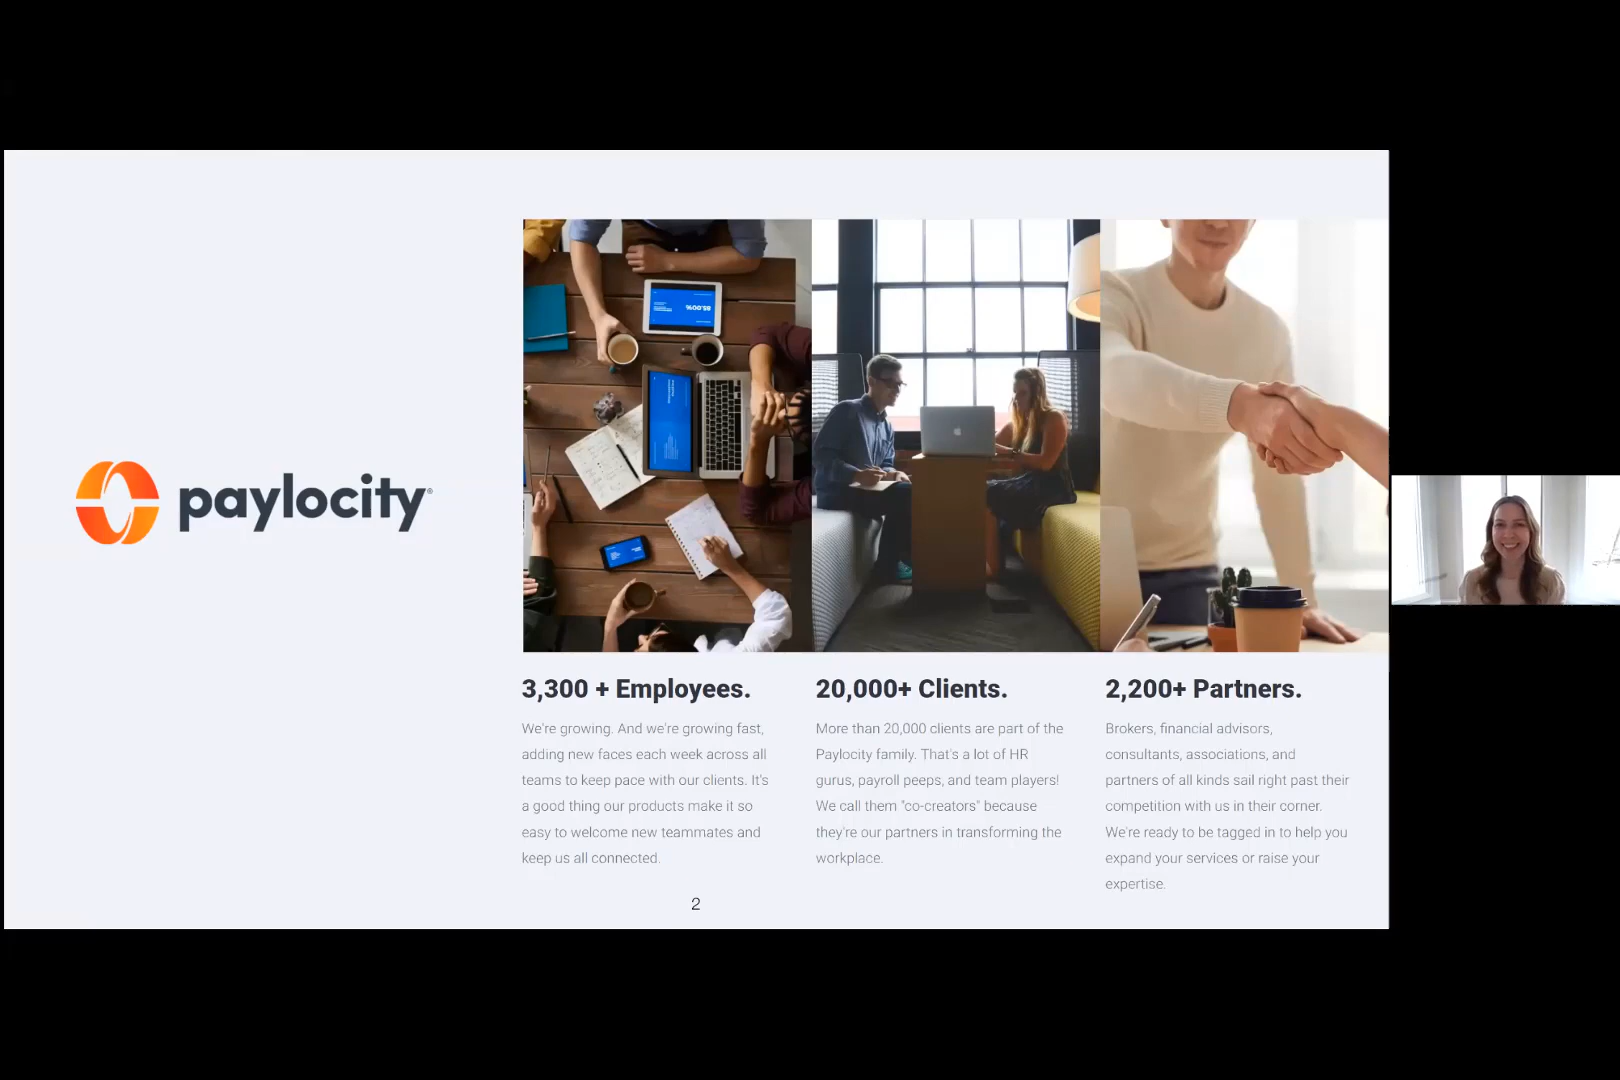 paylocity®
85.00%
3,300 + Employees.
We're growing. And we're growing fast,
adding new faces each week across all
teams to keep pace with our clients. It's
a good thing our products make it so
easy to welcome new teammates and
keep us all connected.
20,000+ Clients.
More than 20,000 clients are part of the
Paylocity family. That's a lot of HR
gurus, payroll peeps, and team players!
We call them "co-creators" because
they're our partners in transforming the
workplace.
2,200+ Partners.
Brokers, financial advisors,
consultants, associations, and
partners of all kinds sail right past their
competition with us in their corner.
We're ready to be tagged in to help you
expand your services or raise your
expertise.
2